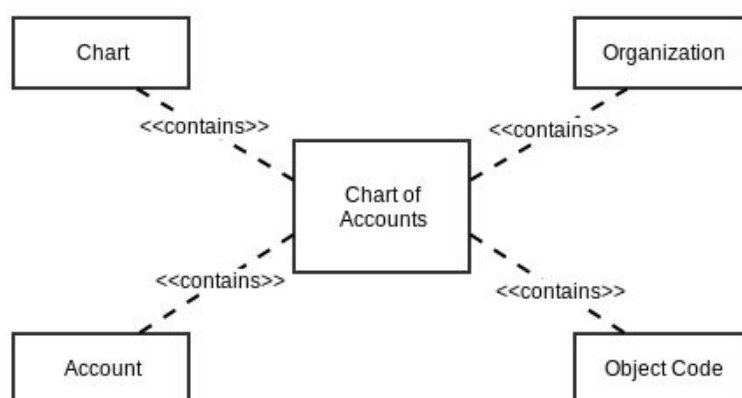 Chart
Organization
<<contains>>
<<contains>>
Chart of
Accounts
<<contains>>
<<contains>>
Account
Object Code